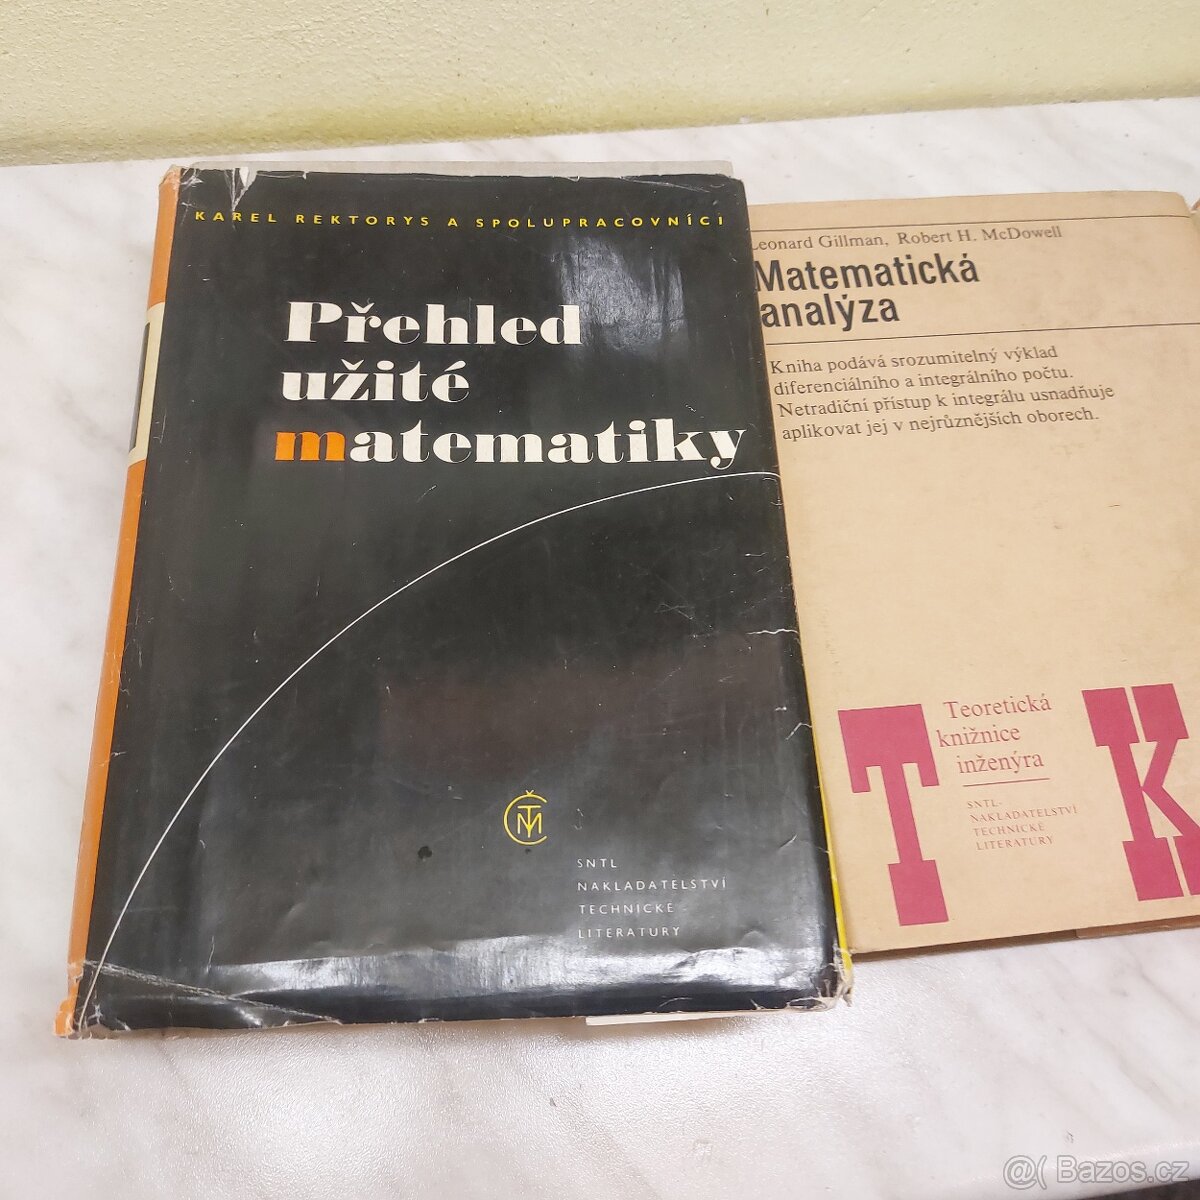 KAREL REKTORYS A SPOLUPRACOVNÍCI
Přehled
užité
matematiky
ČTM
SNTL
NAKLADATELSTVÍ
TECHNICKÉ
LITERATURY
Leonard Gillman, Robert H. McDowell
Matematická
analýza
Kniha podává srozumitelný výklad
diferenciálního a integrálního počtu.
Netradiční přístup k integrálu usnadňuje
aplikovat jej v nejrůznějších oborech.
T K
Teoretická
knižnice
inženýra
SNTL-
NAKLADATELSTVÍ
TECHNICKÉ
LITERATURY
@( Bazos.cz